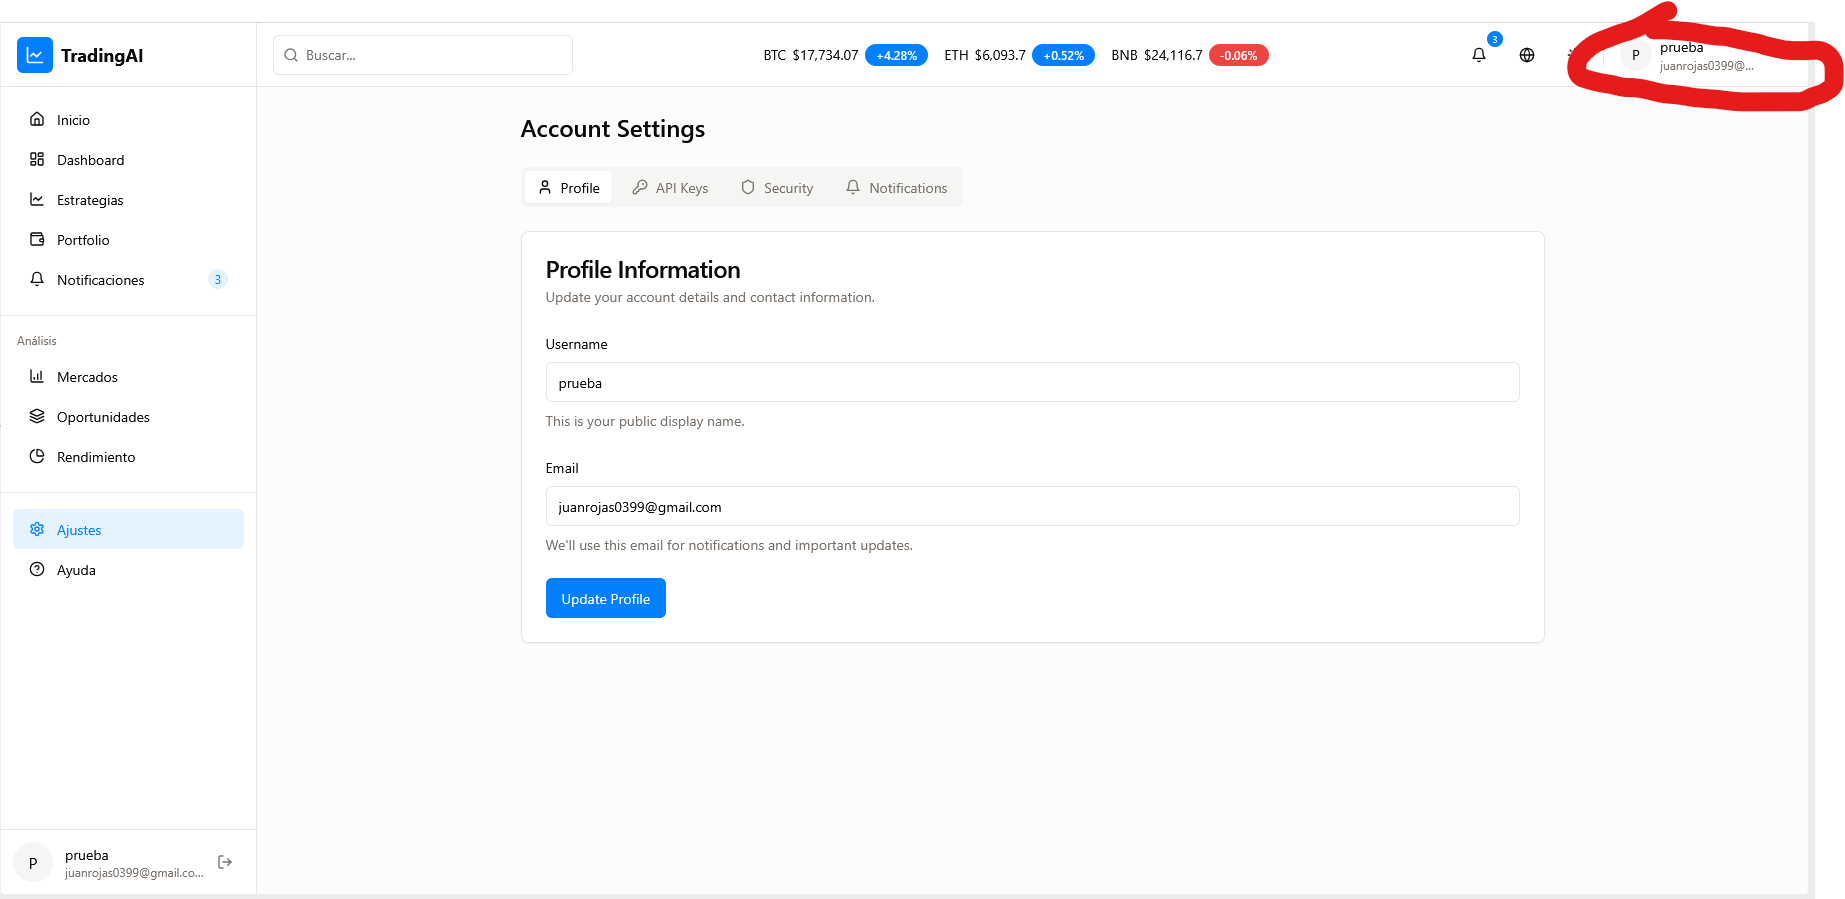 TradingAI
Buscar...
BTC $17,734.07 +4.28% ETH $6,093.7 +0.52% BNB $24,116.7 -0.06%
3
P
prueba
juanrojas0399@...
Inicio
Dashboard
Estrategias
Portfolio
Notificaciones 3
Análisis
Mercados
Oportunidades
Rendimiento
Ajustes
Ayuda
P
prueba
juanrojas0399@gmail.co...
Account Settings
Profile API Keys Security Notifications
Profile Information
Update your account details and contact information.
Username
prueba
This is your public display name.
Email
juanrojas0399@gmail.com
We'll use this email for notifications and important updates.
Update Profile